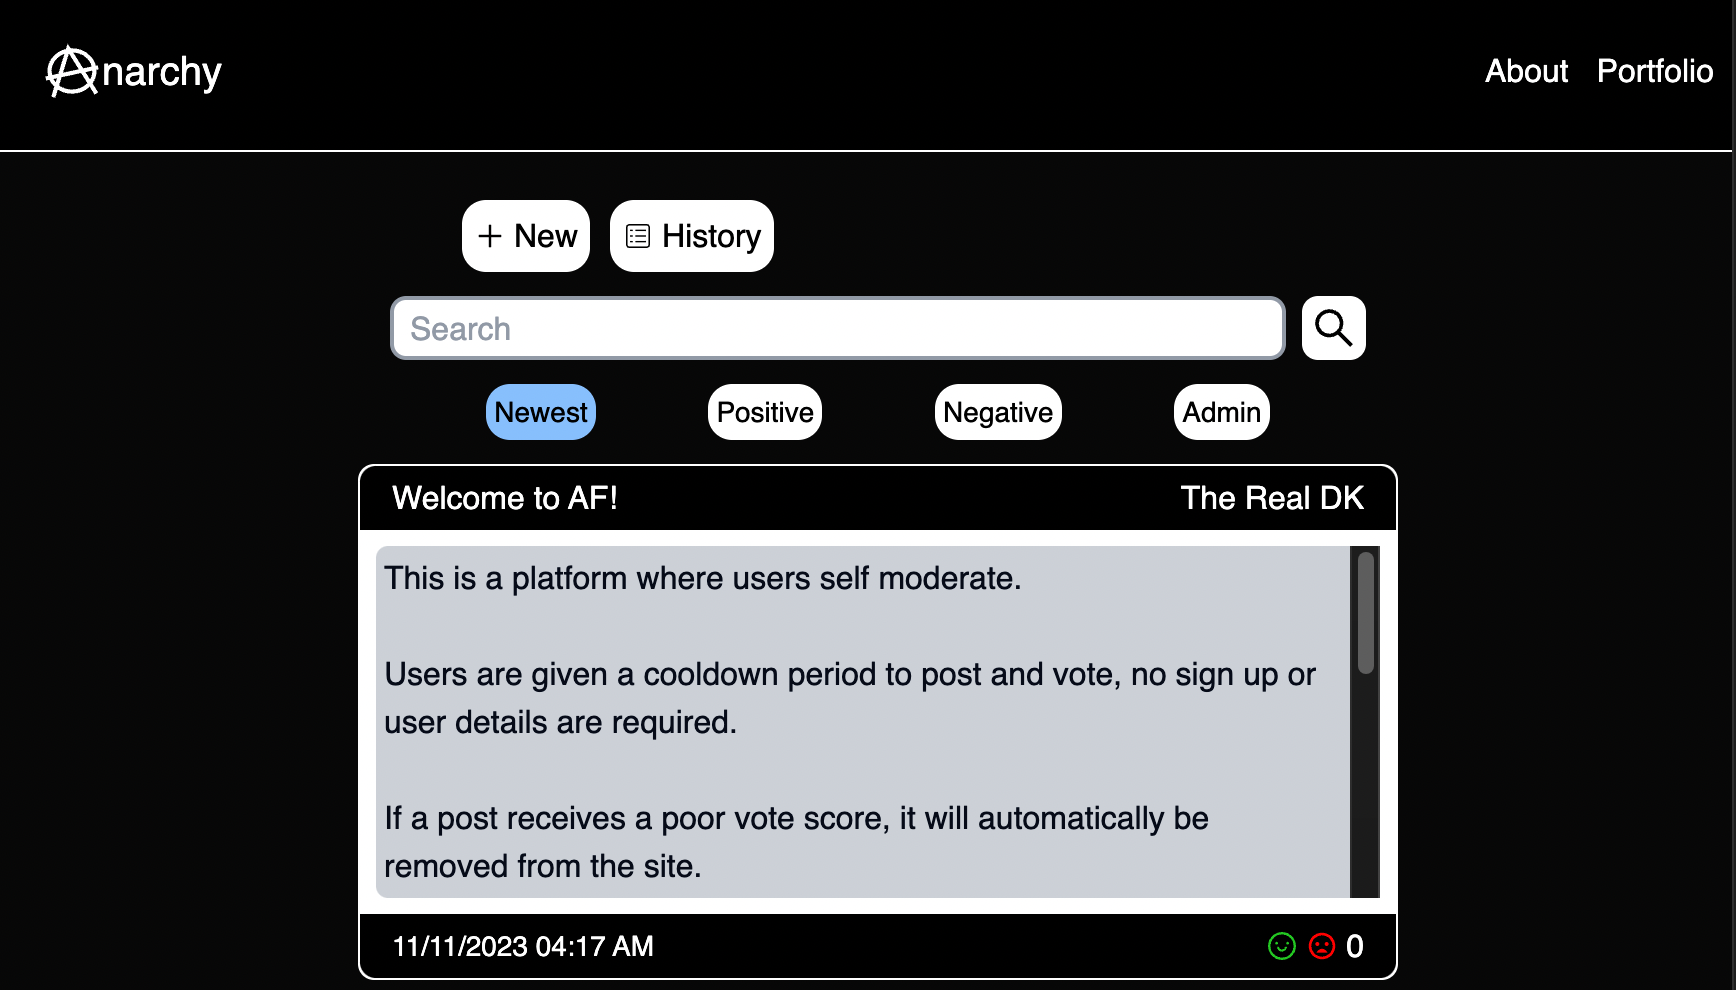 Anarchy
About Portfolio
+ New
History
Search
Newest Positive Negative Admin
Welcome to AF! The Real DK
This is a platform where users self moderate.
Users are given a cooldown period to post and vote, no sign up or
user details are required.
If a post receives a poor vote score, it will automatically be
removed from the site.
11/11/2023 04:17 AM 0